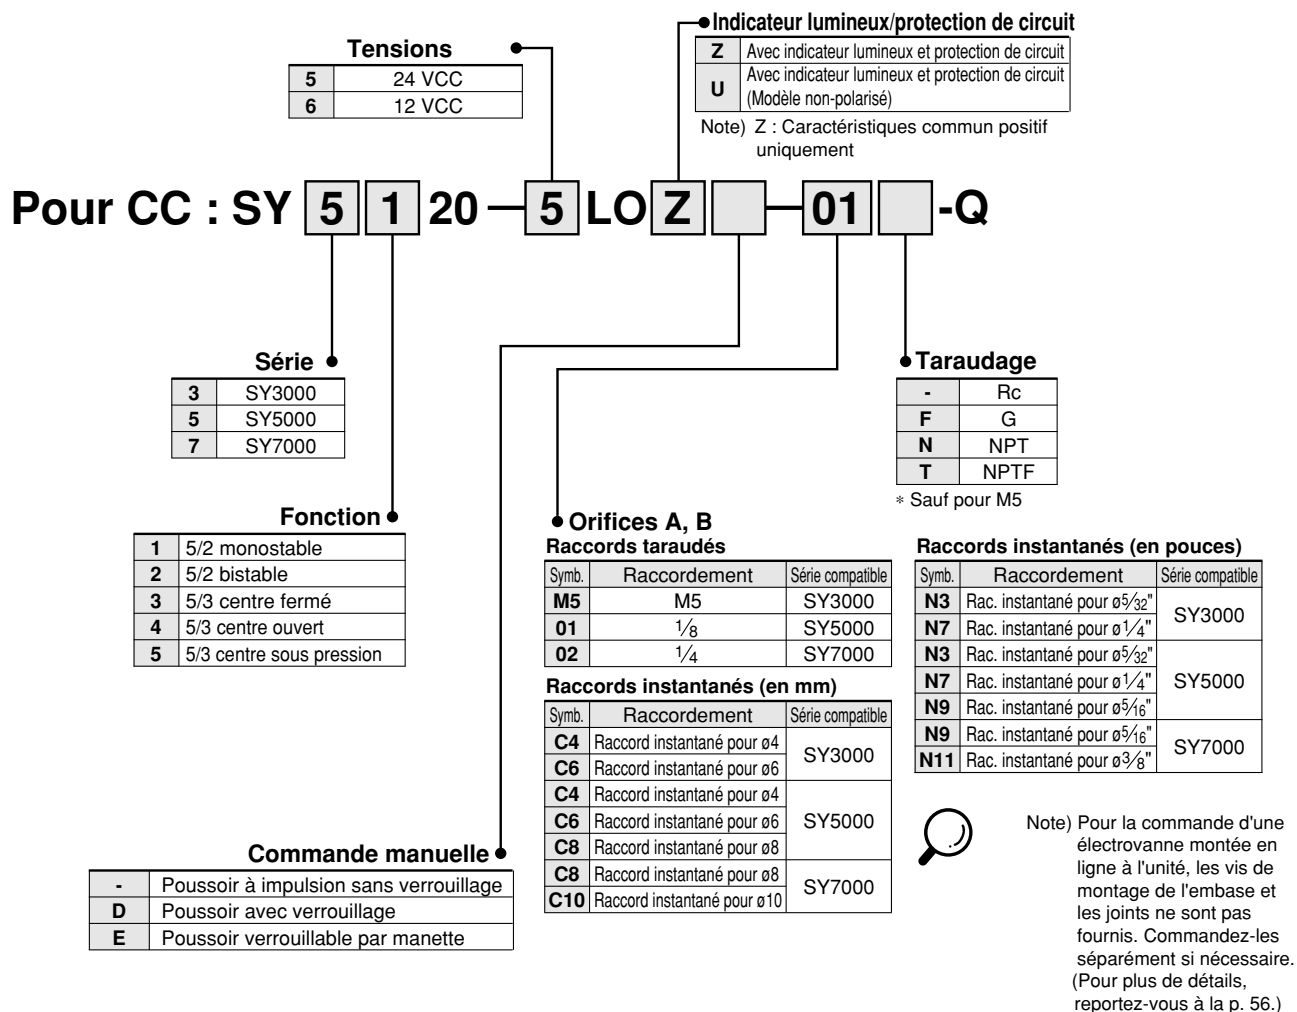 Indicateur lumineux/protection de circuit
Z Avec indicateur lumineux et protection de circuit
U Avec indicateur lumineux et protection de circuit
(Modèle non-polarisé)
Note) Z : Caractéristiques commun positif
uniquement
Tensions
5 24 VCC
6 12 VCC
Pour CC : SY 5 1 20 — 5 LO Z — 01 -Q
Série
3 SY3000
5 SY5000
7 SY7000
Taraudage
- Rc
F G
N NPT
T NPTF
* Sauf pour M5
Fonction
1 5/2 monostable
2 5/2 bistable
3 5/3 centre fermé
4 5/3 centre ouvert
5 5/3 centre sous pression
Orifices A, B
Raccords taraudés
Symb. Raccordement Série compatible
M5 M5 SY3000
01 1/8 SY5000
02 1/4 SY7000
Raccords instantanés (en mm)
Symb. Raccordement Série compatible
C4 Raccord instantané pour ø4 SY3000
C6 Raccord instantané pour ø6
C4 Raccord instantané pour ø4 SY5000
C6 Raccord instantané pour ø6
C8 Raccord instantané pour ø8
C8 Raccord instantané pour ø8 SY7000
C10 Raccord instantané pour ø10
Raccords instantanés (en pouces)
Symb. Raccordement Série compatible
N3 Rac. instantané pour ø5/32" SY3000
N7 Rac. instantané pour ø1/4"
N3 Rac. instantané pour ø5/32" SY5000
N7 Rac. instantané pour ø1/4"
N9 Rac. instantané pour ø5/16"
N9 Rac. instantané pour ø5/16" SY7000
N11 Rac. instantané pour ø3/8"
Commande manuelle
- Poussoir à impulsion sans verrouillage
D Poussoir avec verrouillage
E Poussoir verrouillable par manette
Note) Pour la commande d'une
électrovanne montée en
ligne à l'unité, les vis de
montage de l'embase et
les joints ne sont pas
fournis. Commandez-les
séparément si nécessaire.
(Pour plus de détails,
reportez-vous à la p. 56.)